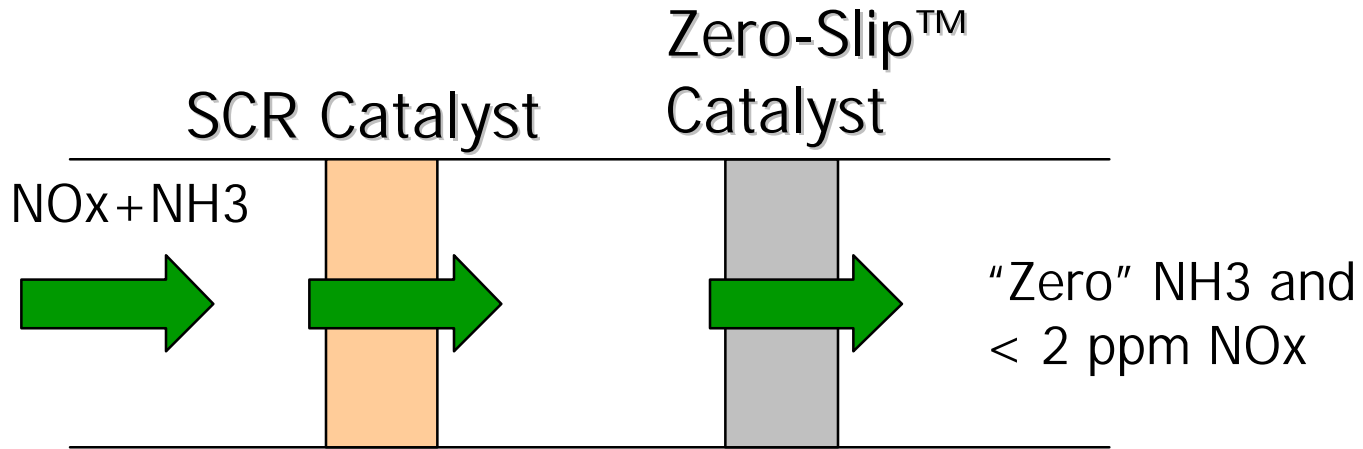 Zero-Slip™
Catalyst
SCR Catalyst
NOx+NH3
“Zero” NH3 and
< 2 ppm NOx